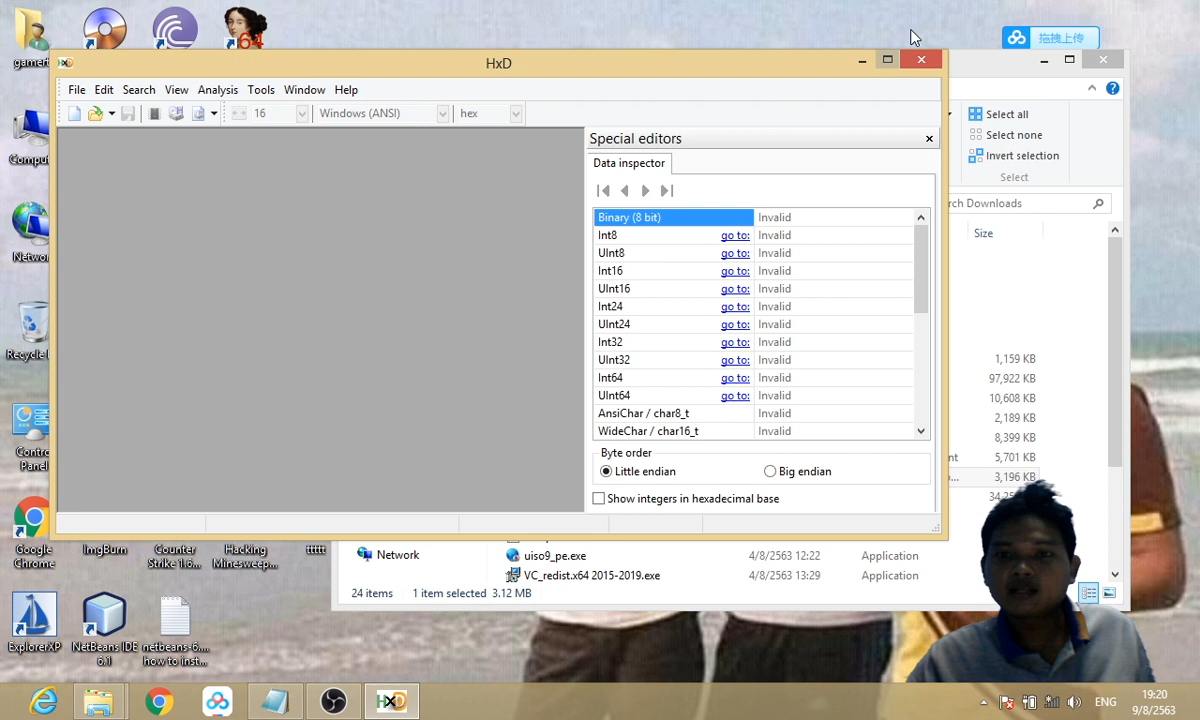 gamerf
64
拖拽上传
HxD
File Edit Search View Analysis Tools Window Help
16 Windows (ANSI) hex
Special editors
Data inspector
Binary (8 bit) Invalid
Int8 go to: Invalid
UInt8 go to: Invalid
Int16 go to: Invalid
UInt16 go to: Invalid
Int24 go to: Invalid
UInt24 go to: Invalid
Int32 go to: Invalid
UInt32 go to: Invalid
Int64 go to: Invalid
UInt64 go to: Invalid
AnsiChar / char8_t Invalid
WideChar / char16_t Invalid
Byte order
Little endian Big endian
Show integers in hexadecimal base
Select all
Select none
Invert selection
Select
rch Downloads
Size
1,159 KB
97,922 KB
10,608 KB
2,189 KB
8,399 KB
nt 5,701 KB
o... 3,196 KB
Network
uiso9_pe.exe 4/8/2563 12:22 Application
VC_redist.x64 2015-2019.exe 4/8/2563 13:29 Application
24 items 1 item selected 3.12 MB
Compu
Netwo
Recycle
Contro
Panel
Google
Chrome
ImgBurn
Counter
Strike 1.6...
Hacking
Minesweep...
ttttt
ExplorerXP
NetBeans IDE
6.1
netbeans-6....
how to inst...
HxD
ENG
19:20
9/8/2563